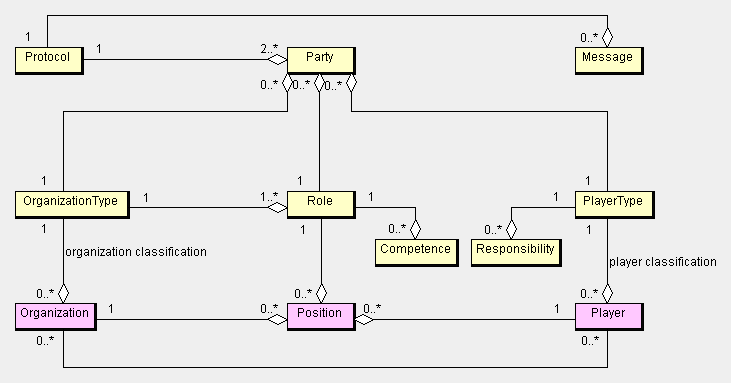 1
0..*
Protocol
1
2..*
Party
Message
0..*
0..*
0..*
1
1
1
OrganizationType
1
1..*
Role
1
1
PlayerType
1
organization classification
1
0..*
Competence
0..*
Responsibility
1
player classification
0..*
0..*
0..*
Organization
1
0..*
Position
0..*
1
Player
0..*
0..*